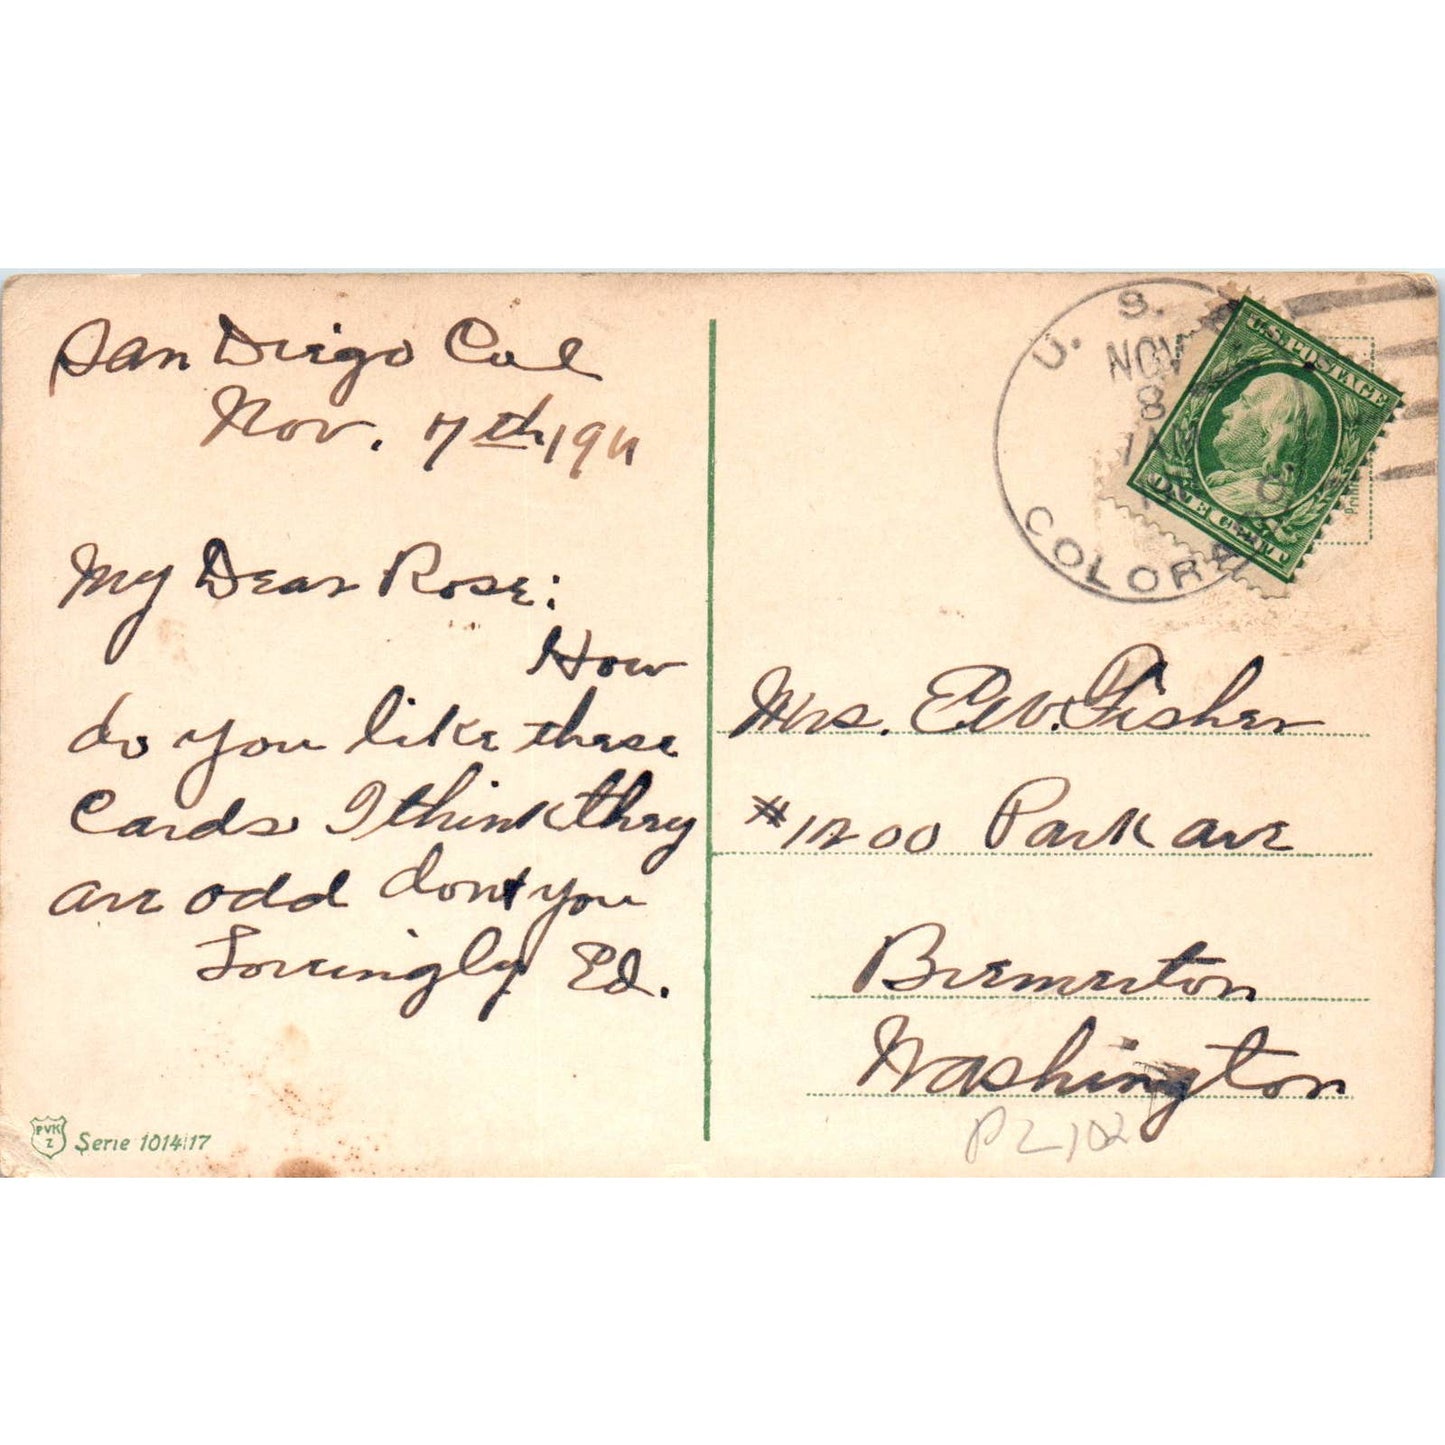 San Diego Cal
Nov. 7th, 1911
My Dear Rose:
How
do you like these
Cards I think they
are odd dont you
Lovingly Ed.
PVK
Z
Serie 1014/17
U. S.
NOV
8
COLORA
U.S. POSTAGE
ONE CENT
Mrs. E.W. Fisher
#1200 Park ave
Bremerton
Washington
P2102